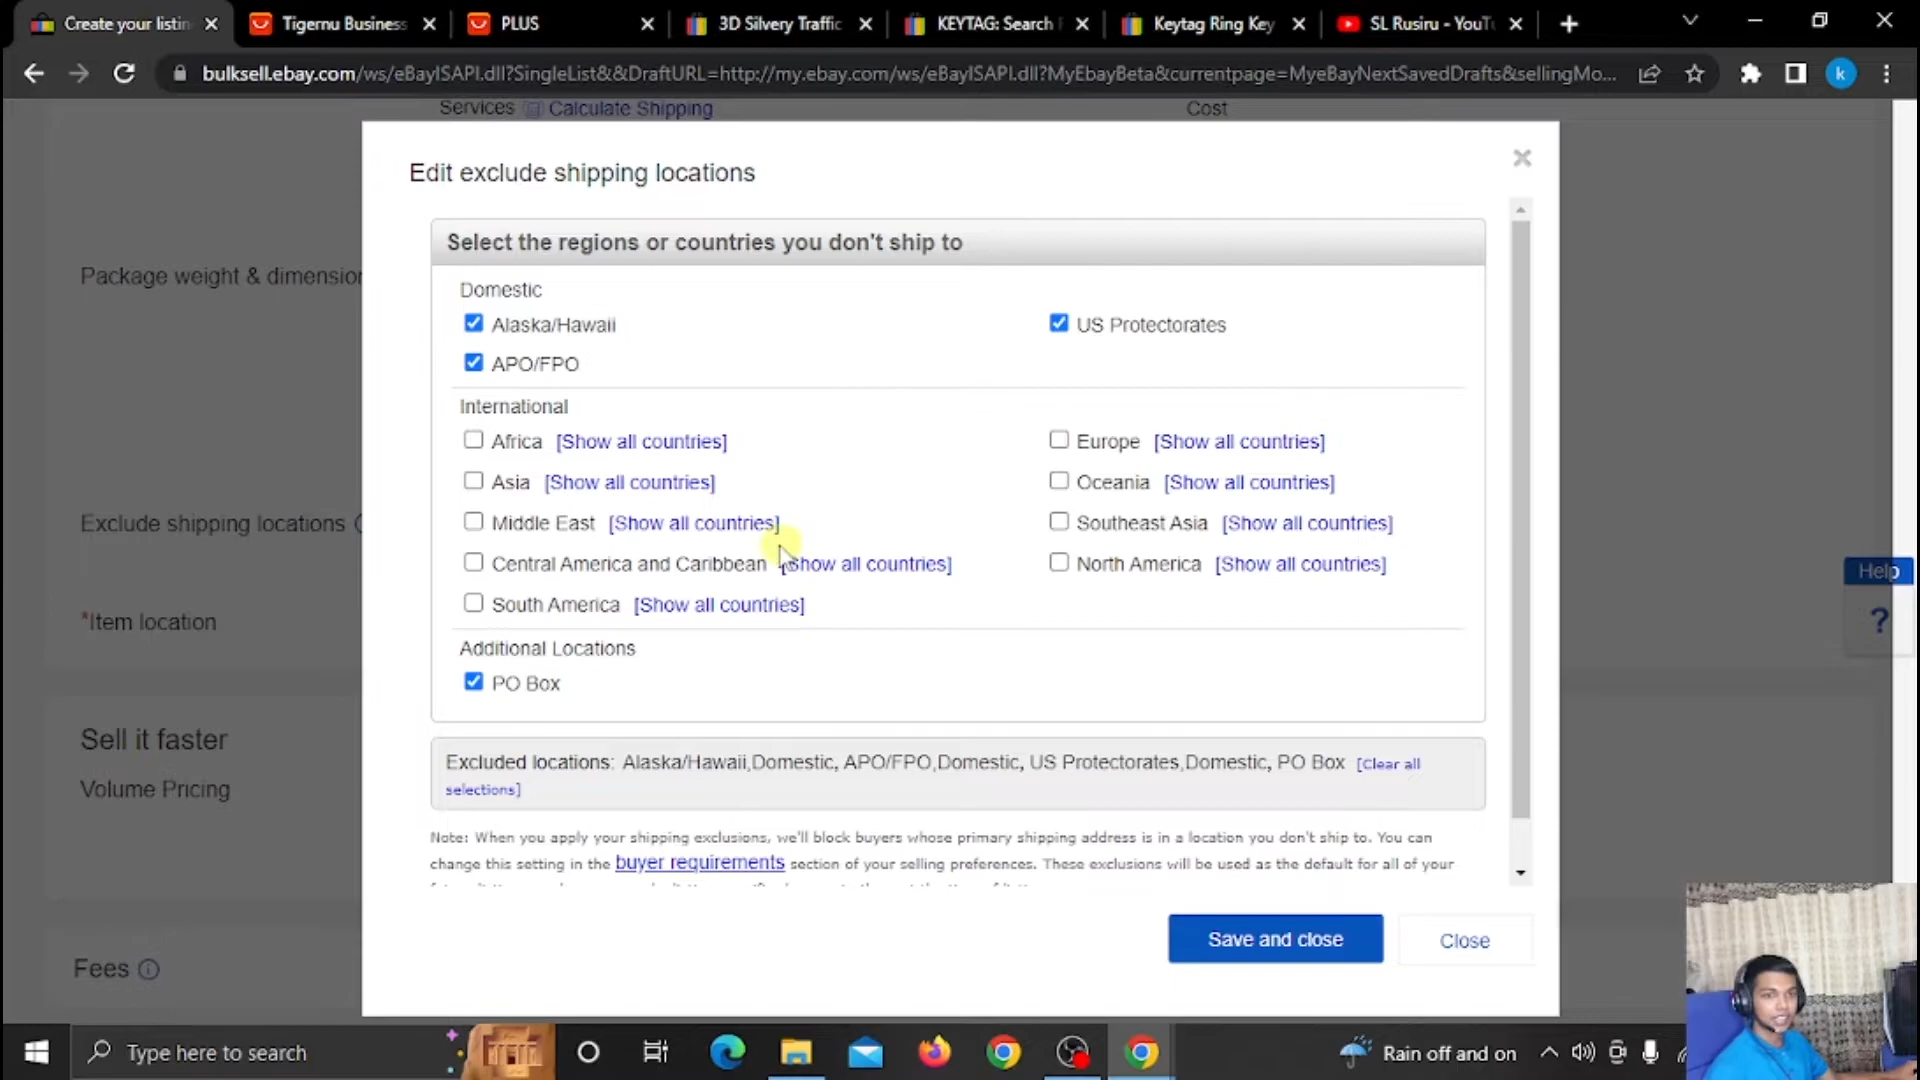 Create your listin
Tigernu Business
PLUS
3D Silvery Traffic
KEYTAG: Search
Keytag Ring Key
SL Rusiru - YouT
bulksell.ebay.com/ws/eBayISAPI.dll?SingleList&&DraftURL=http://my.ebay.com/ws/eBayISAPI.dll?MyEbayBeta&currentpage=MyeBayNextSavedDrafts&sellingMo...
k
Services Calculate Shipping Cost
Edit exclude shipping locations
Select the regions or countries you don't ship to
Domestic
Alaska/Hawaii
US Protectorates
APO/FPO
International
Africa [Show all countries]
Europe [Show all countries]
Asia [Show all countries]
Oceania [Show all countries]
Middle East [Show all countries]
Southeast Asia [Show all countries]
Central America and Caribbean [Show all countries]
North America [Show all countries]
South America [Show all countries]
Additional Locations
PO Box
Excluded locations: Alaska/Hawaii,Domestic, APO/FPO,Domestic, US Protectorates,Domestic, PO Box [Clear all
selections]
Note: When you apply your shipping exclusions, we'll block buyers whose primary shipping address is in a location you don't ship to. You can
change this setting in the buyer requirements section of your selling preferences. These exclusions will be used as the default for all of your
Save and close
Close
Package weight & dimension
Exclude shipping locations
*Item location
Sell it faster
Volume Pricing
Fees
Help
?
Type here to search
Rain off and on